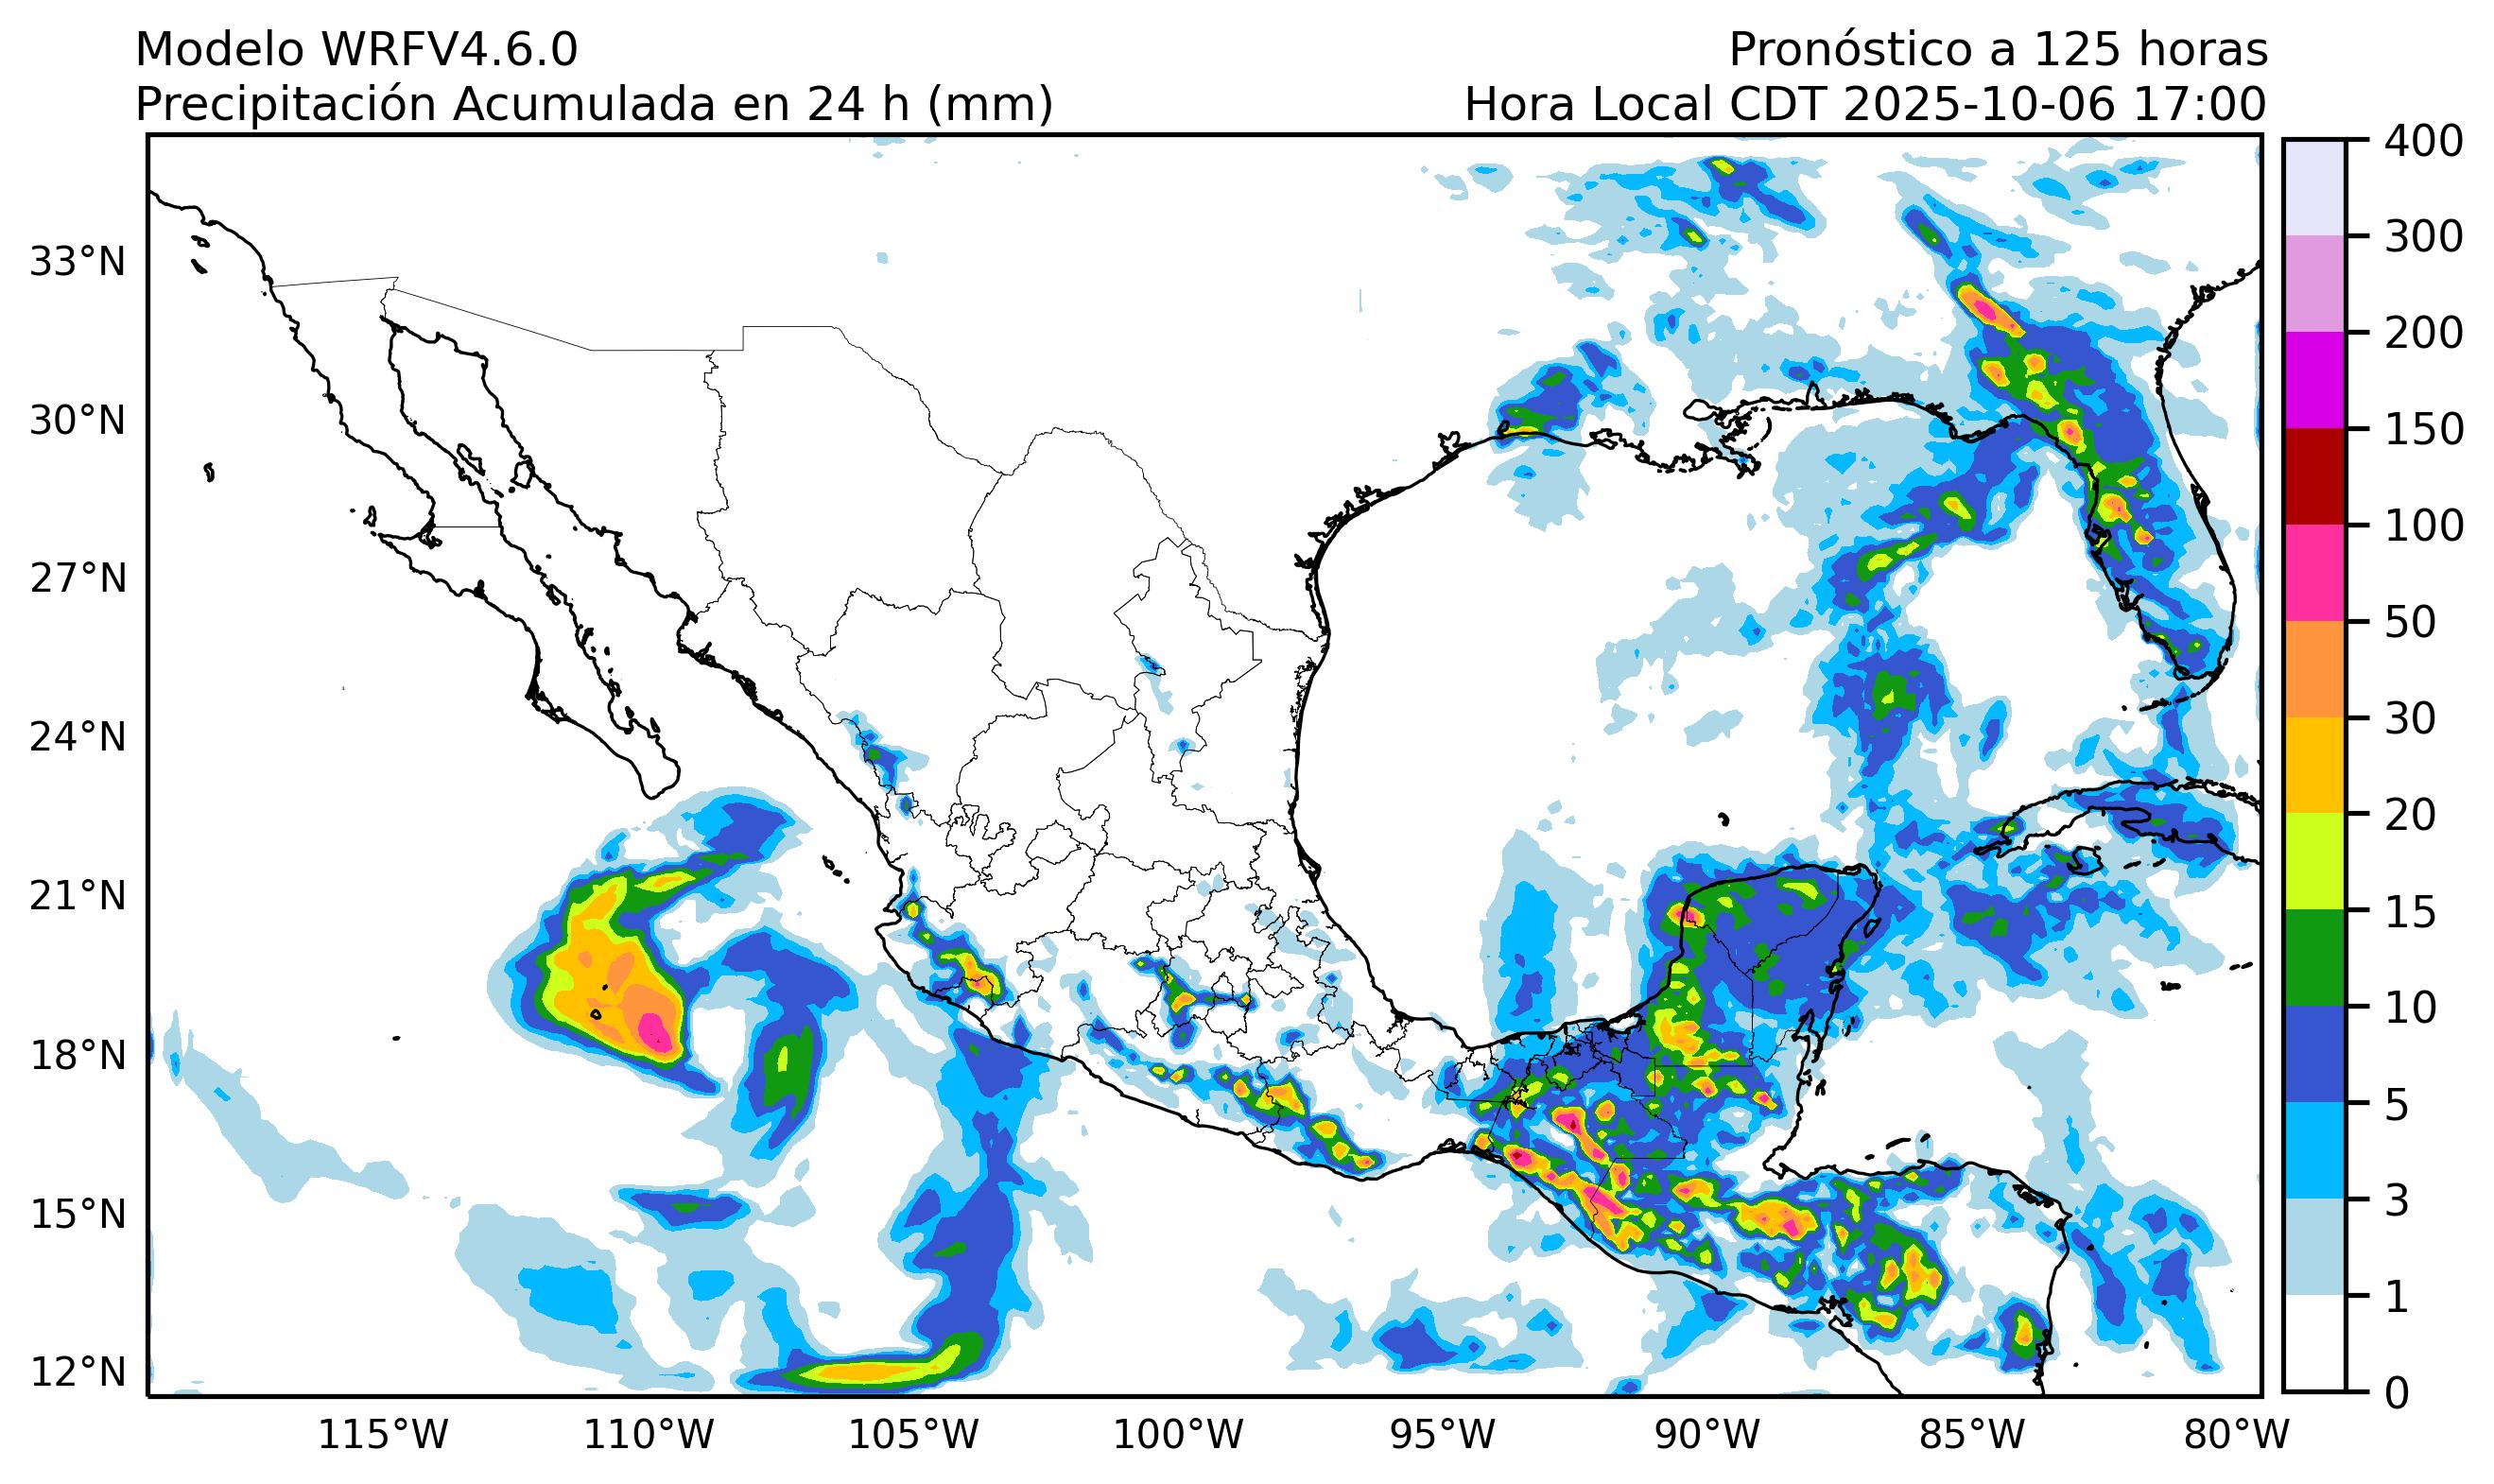 Modelo WRFV4.6.0
Pronóstico a 125 horas
Precipitación Acumulada en 24 h (mm)
Hora Local CDT 2025-10-06 17:00
33°N
30°N
27°N
24°N
21°N
18°N
15°N
12°N
115°W
110°W
105°W
100°W
95°W
90°W
85°W
80°W
400
300
200
150
100
50
30
20
15
10
5
3
1
0